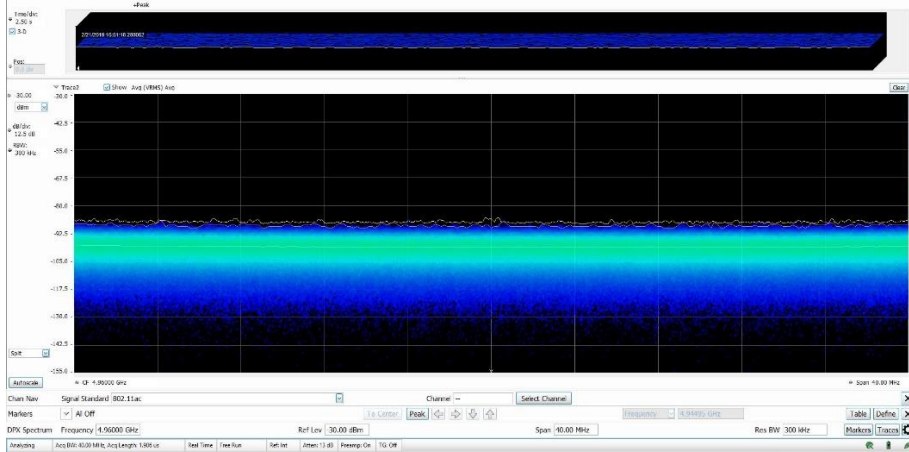 +Peak
Time/div:
2.50 s
3-D
2/21/2019 10:01:10.289062
Pos:
Trace2 Show Avg (VRMS) Avg Clear
-30.00 -30.0
dBm
-42.5
dB/div:
12.5 dB
RBW:
300 kHz
-55.0
-67.5
-80.0
-92.5
-105.0
-117.5
-130.0
-142.5
Split
-155.0
Autoscale CF 4.96000 GHz Span 40.00 MHz
Chan Nav Signal Standard 802.11ac Channel -- Select Channel X
Markers All Off To Center Peak Frequency 4.94495 GHz Table Define X
DPX Spectrum Frequency 4.96000 GHz Ref Lev -30.00 dBm Span 40.00 MHz Res BW 300 kHz Markers Traces
Analyzing Acq BW: 40.00 MHz, Acq Length: 1.906 us Real Time Free Run Ref: Int Atten: 13 dB Preamp: On TG: Off